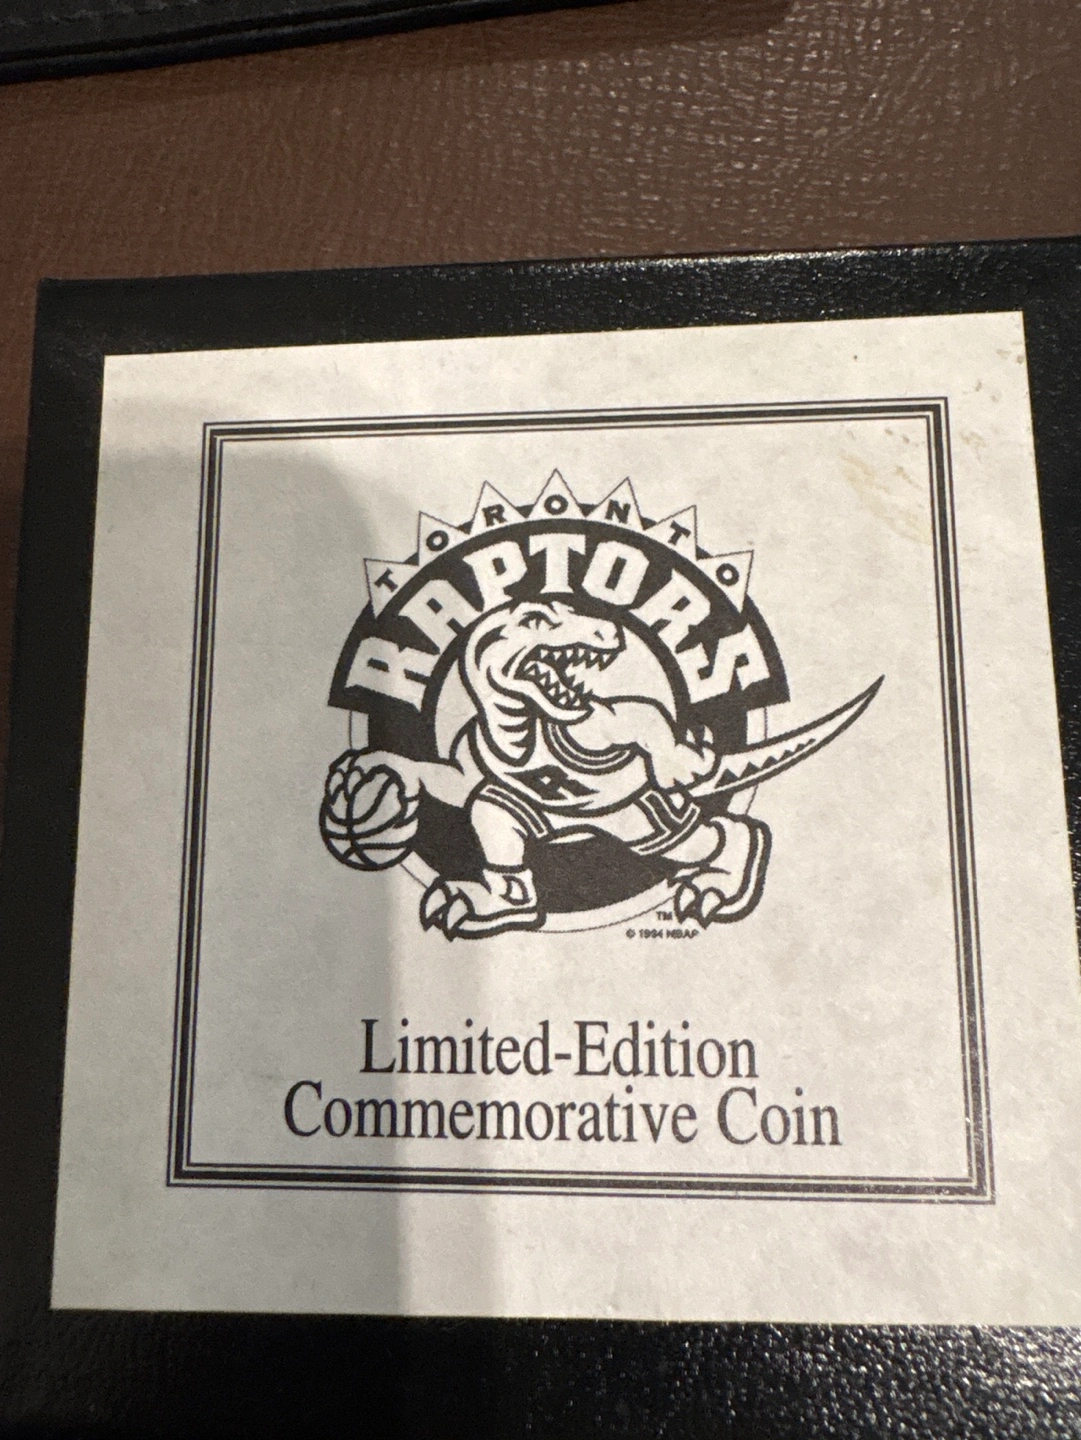 TORONTO
RAPTORS
R
TM
© 1994 NBAP
Limited-Edition
Commemorative Coin